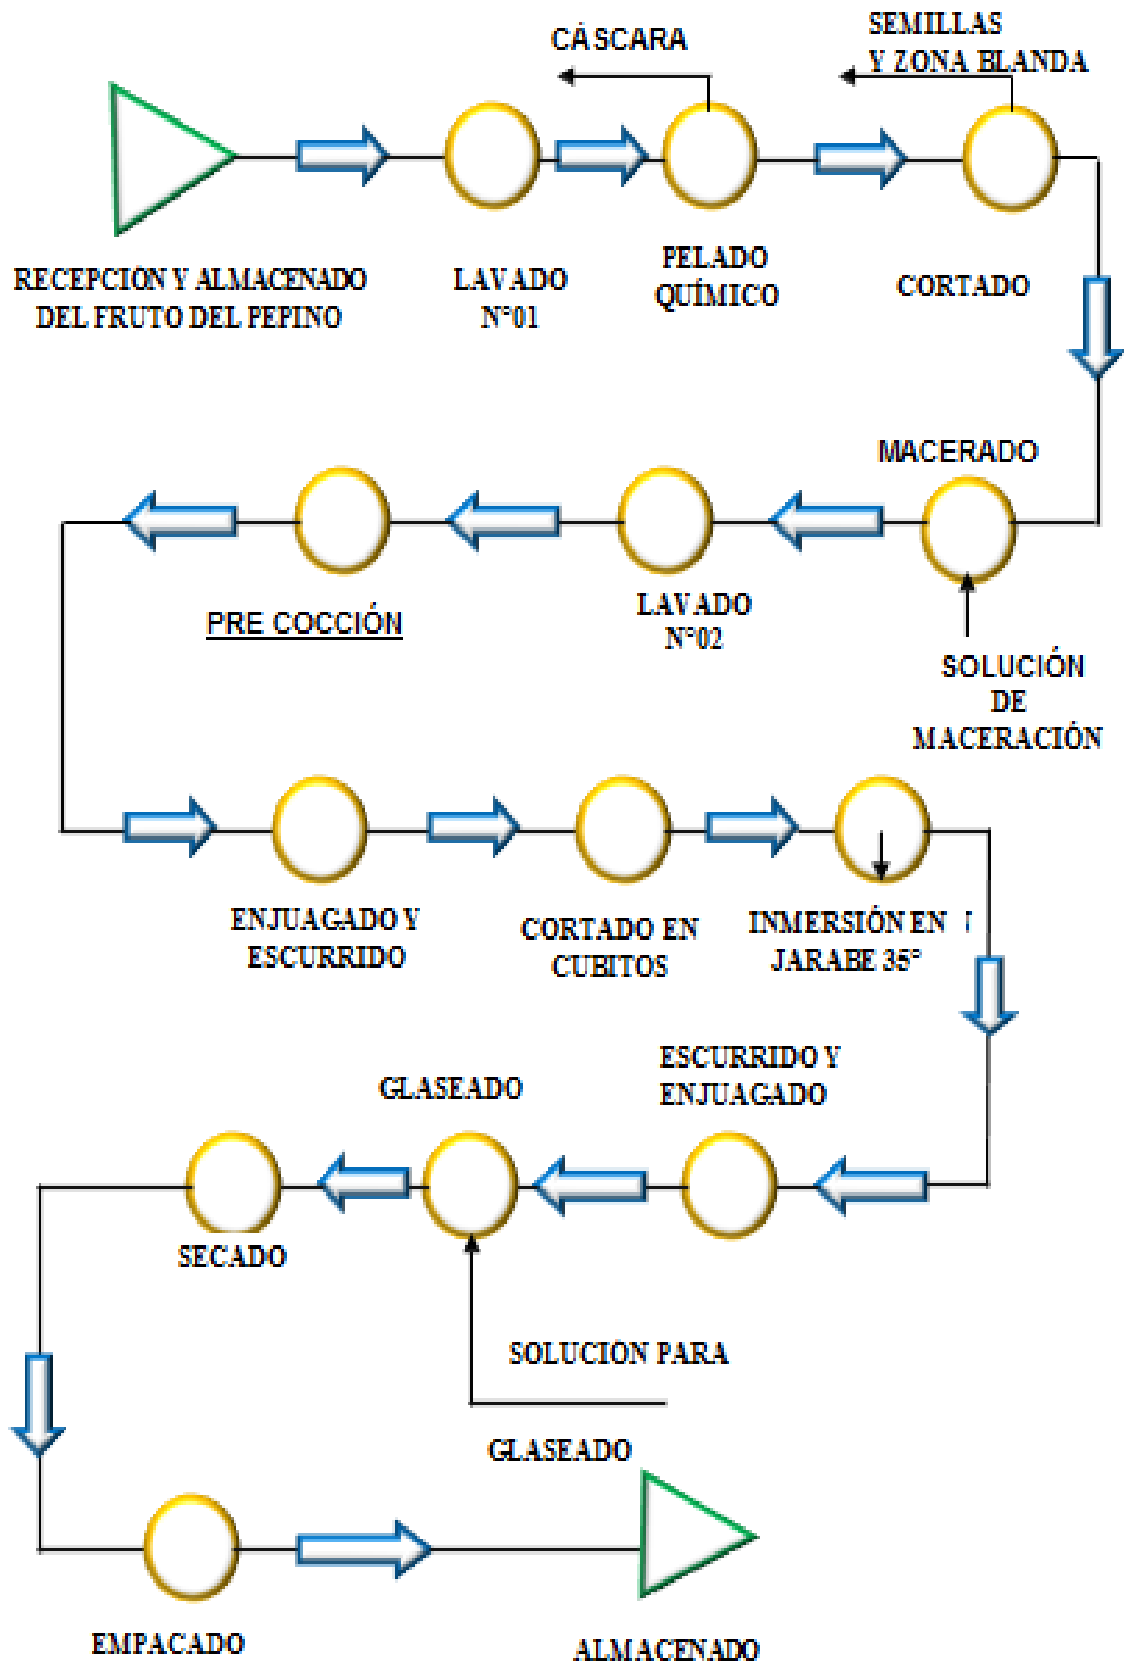 CÁSCARA
SEMILLAS
Y ZONA BLANDA
RECEPCIÓN Y ALMACENADO
DEL FRUTO DEL PEPINO
LAVADO
N°01
PELADO
QUÍMICO
CORTADO
MACERADO
PRE COCCIÓN
LAVADO
N°02
SOLUCIÓN
DE
MACERACIÓN
ENJUAGADO Y
ESCURRIDO
CORTADO EN
CUBITOS
INMERSIÓN EN
JARABE 35°
ESCURRIDO Y
ENJUAGADO
GLASEADO
SECADO
SOLUCIÓN PARA
GLASEADO
EMPACADO
ALMACENADO